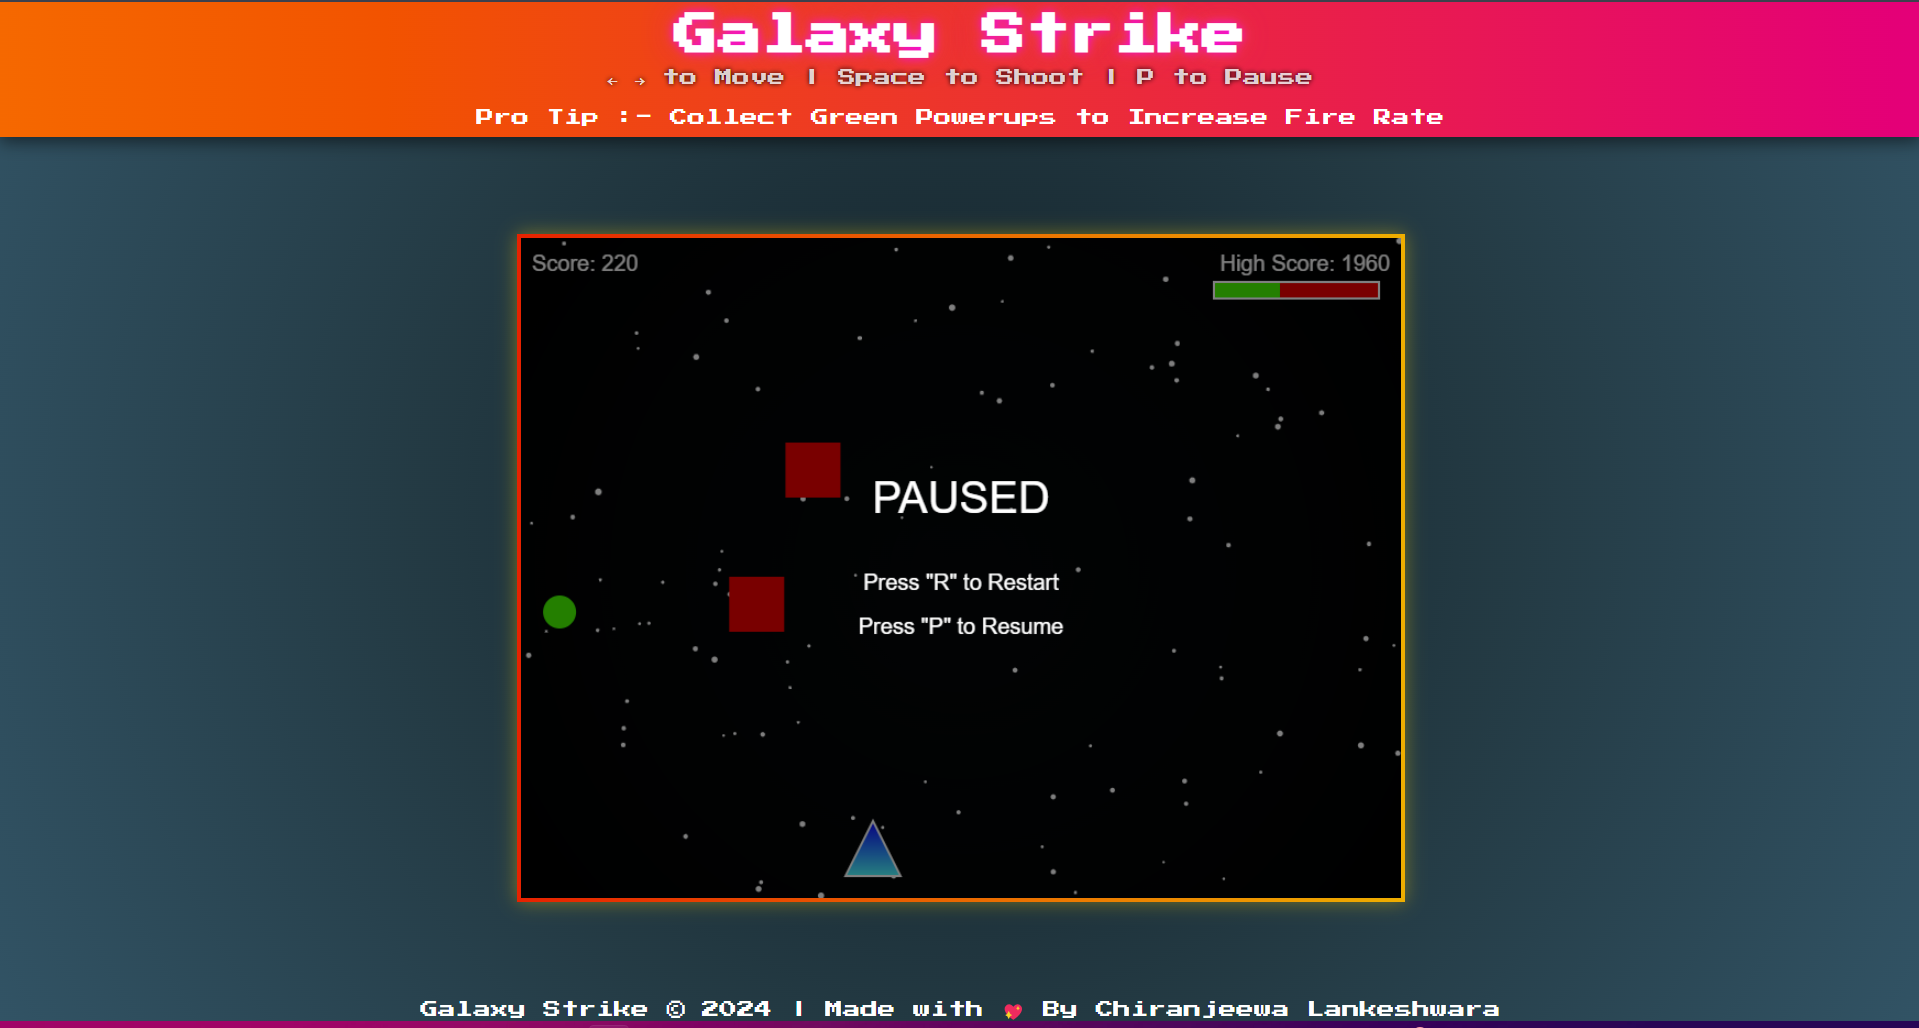 Galaxy Strike
← → to Move | Space to Shoot | P to Pause
Pro Tip :- Collect Green Powerups to Increase Fire Rate
Score: 220
High Score: 1960
PAUSED
Press "R" to Restart
Press "P" to Resume
Galaxy Strike © 2024 | Made with 💖 By Chiranjeewa Lankeshwara